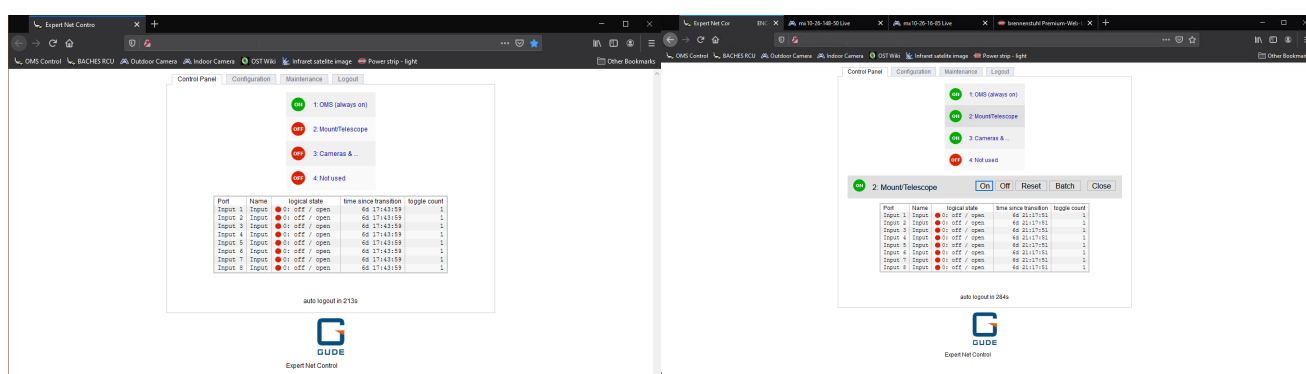 Expert Net Contro
OMS Control BACHES RCU Outdoor Camera Indoor Camera OST Wiki Infraret satelite image Power strip - light Other Bookmarks
Control Panel Configuration Maintenance Logout
ON 1: OMS (always on)
OFF 2: Mount/Telescope
OFF 3: Cameras & ...
OFF 4: Not used
Port Name logical state time since transition toggle count
Input 1 Input 0: off / open 6d 17:43:59 1
Input 2 Input 0: off / open 6d 17:43:59 1
Input 3 Input 0: off / open 6d 17:43:59 1
Input 4 Input 0: off / open 6d 17:43:59 1
Input 5 Input 0: off / open 6d 17:43:59 1
Input 6 Input 0: off / open 6d 17:43:59 1
Input 7 Input 0: off / open 6d 17:43:59 1
Input 8 Input 0: off / open 6d 17:43:59 1
auto logout in 213s
GUDE
Expert Net Control
Expert Net Cor ENC mx10-26-148-50 Live mx10-26-16-85 Live brennenstuhl Premium-Web-
OMS Control BACHES RCU Outdoor Camera Indoor Camera OST Wiki Infraret satelite image Power strip - light Other Bookmar
Control Panel Configuration Maintenance Logout
ON 1: OMS (always on)
ON 2: Mount/Telescope
ON 3: Cameras & ...
OFF 4: Not used
ON 2: Mount/Telescope On Off Reset Batch Close
Port Name logical state time since transition toggle count
Input 1 Input 0: off / open 6d 21:17:51 1
Input 2 Input 0: off / open 6d 21:17:51 1
Input 3 Input 0: off / open 6d 21:17:51 1
Input 4 Input 0: off / open 6d 21:17:51 1
Input 5 Input 0: off / open 6d 21:17:51 1
Input 6 Input 0: off / open 6d 21:17:51 1
Input 7 Input 0: off / open 6d 21:17:51 1
Input 8 Input 0: off / open 6d 21:17:51 1
auto logout in 284s
GUDE
Expert Net Control